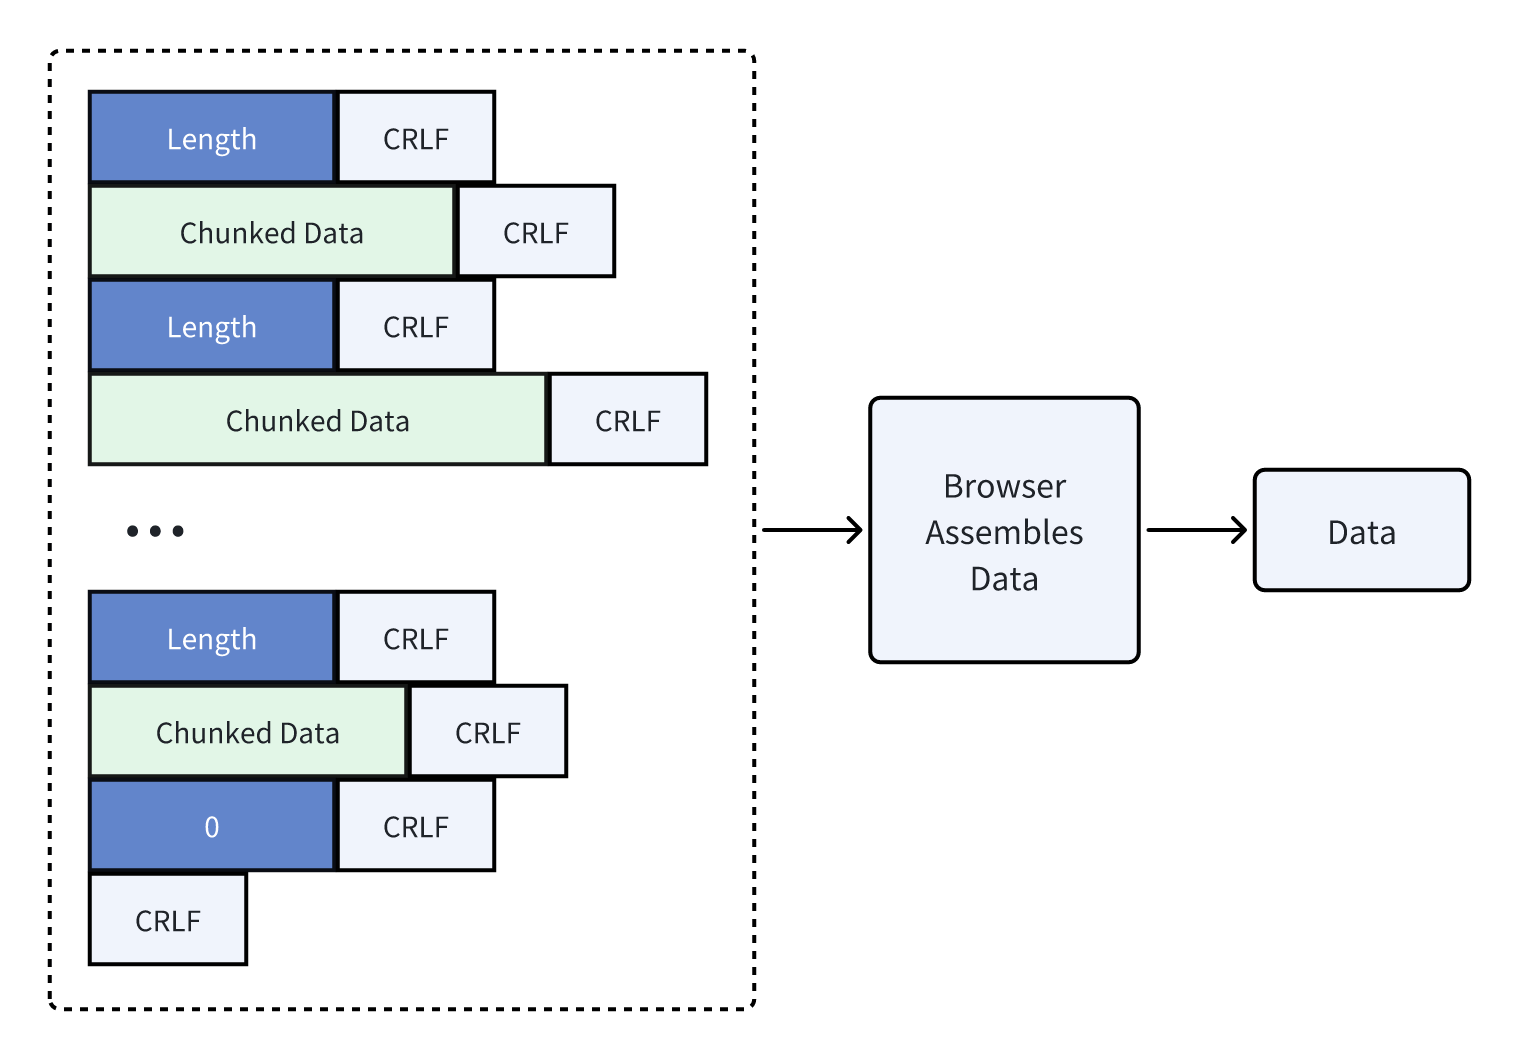 Length CRLF
Chunked Data CRLF
Length CRLF
Chunked Data CRLF
...
Length CRLF
Chunked Data CRLF
0 CRLF
CRLF
Browser
Assembles
Data
Data